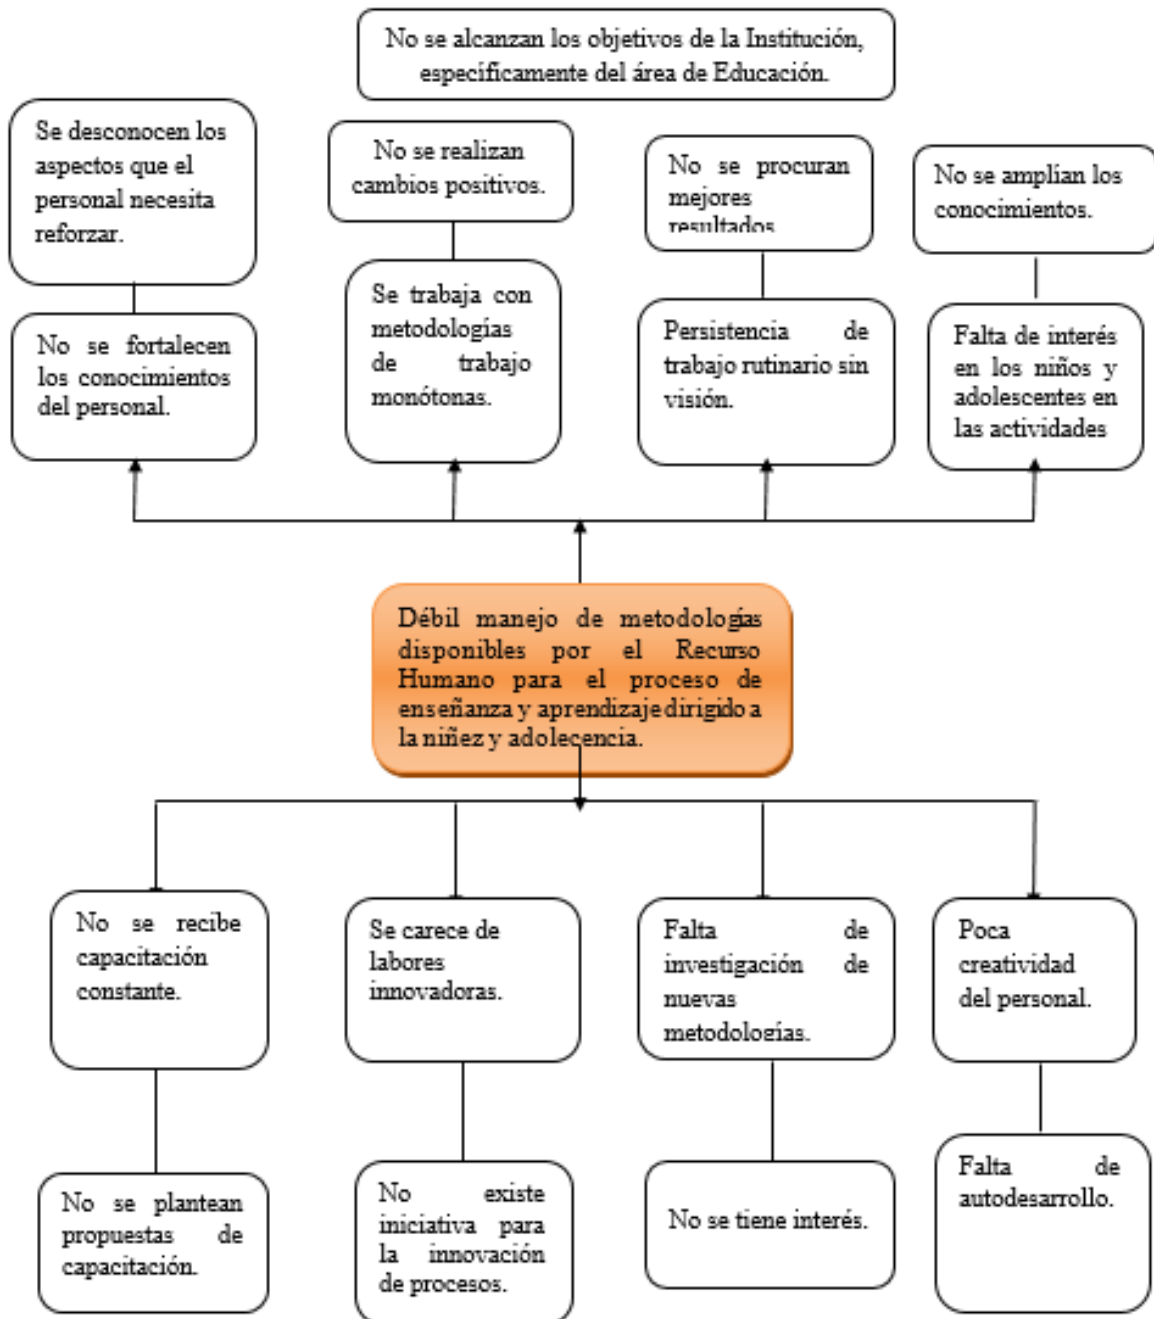 No se alcanzan los objetivos de la Institución,
específicamente del área de Educación.
Se desconocen los
aspectos que el
personal necesita
reforzar.
No se realizan
cambios positivos.
No se procuran
mejores
resultados
No se amplían los
conocimientos.
No se fortalecen
los conocimientos
del personal.
Se trabaja con
metodologías
de trabajo
monótonas.
Persistencia de
trabajo rutinario sin
visión.
Falta de interés
en los niños y
adolescentes en
las actividades
Débil manejo de metodologías
disponibles por el Recurso
Humano para el proceso de
enseñanza y aprendizaje dirigido a
la niñez y adolecencia.
No se recibe
capacitación
constante.
Se carece de
labores
innovadoras.
Falta de
investigación de
nuevas
metodologías.
Poca
creatividad
del personal.
No se plantean
propuestas de
capacitación.
No existe
iniciativa para
la innovación
de procesos.
No se tiene interés.
Falta de
autodesarrollo.